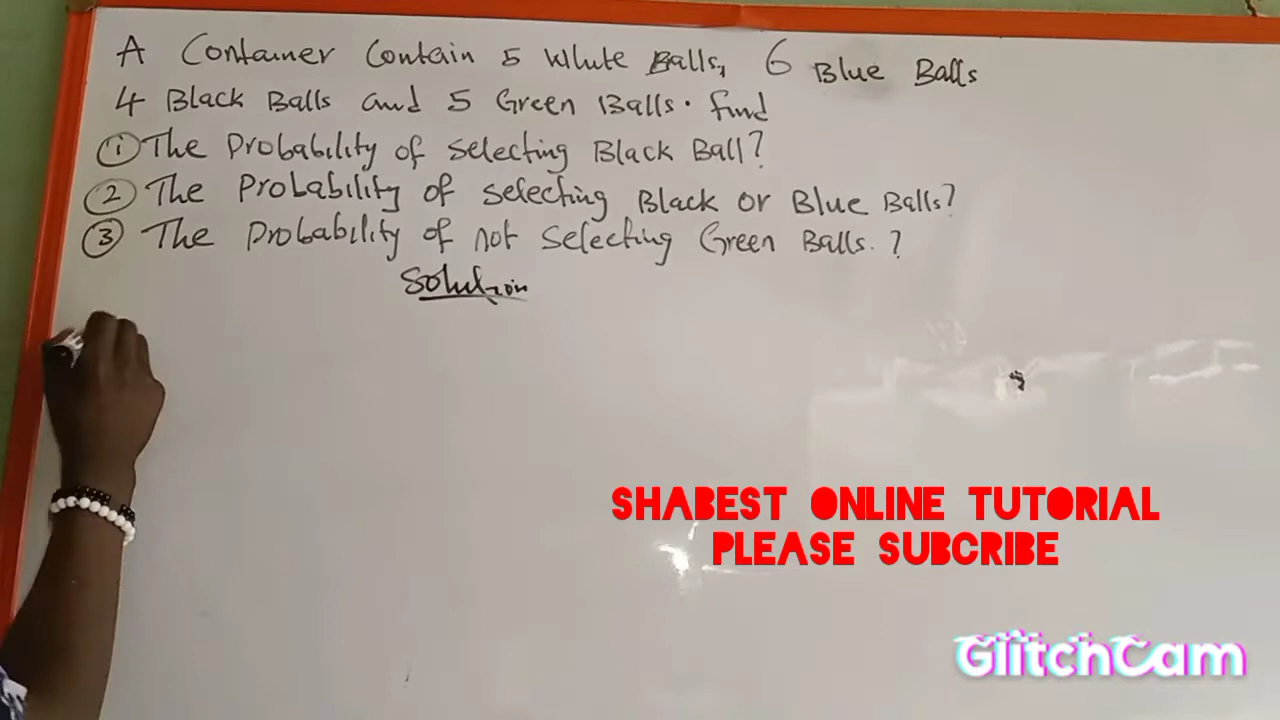 A Container Contain 5 White Balls, 6 Blue Balls
4 Black Balls and 5 Green Balls. find
① The Probability of Selecting Black Ball?
② The Probability of Selecting Black or Blue Balls?
③ The Probability of not Selecting Green Balls.?
Solution
SHABEST ONLINE TUTORIAL
PLEASE SUBCRIBE
GlitchCam